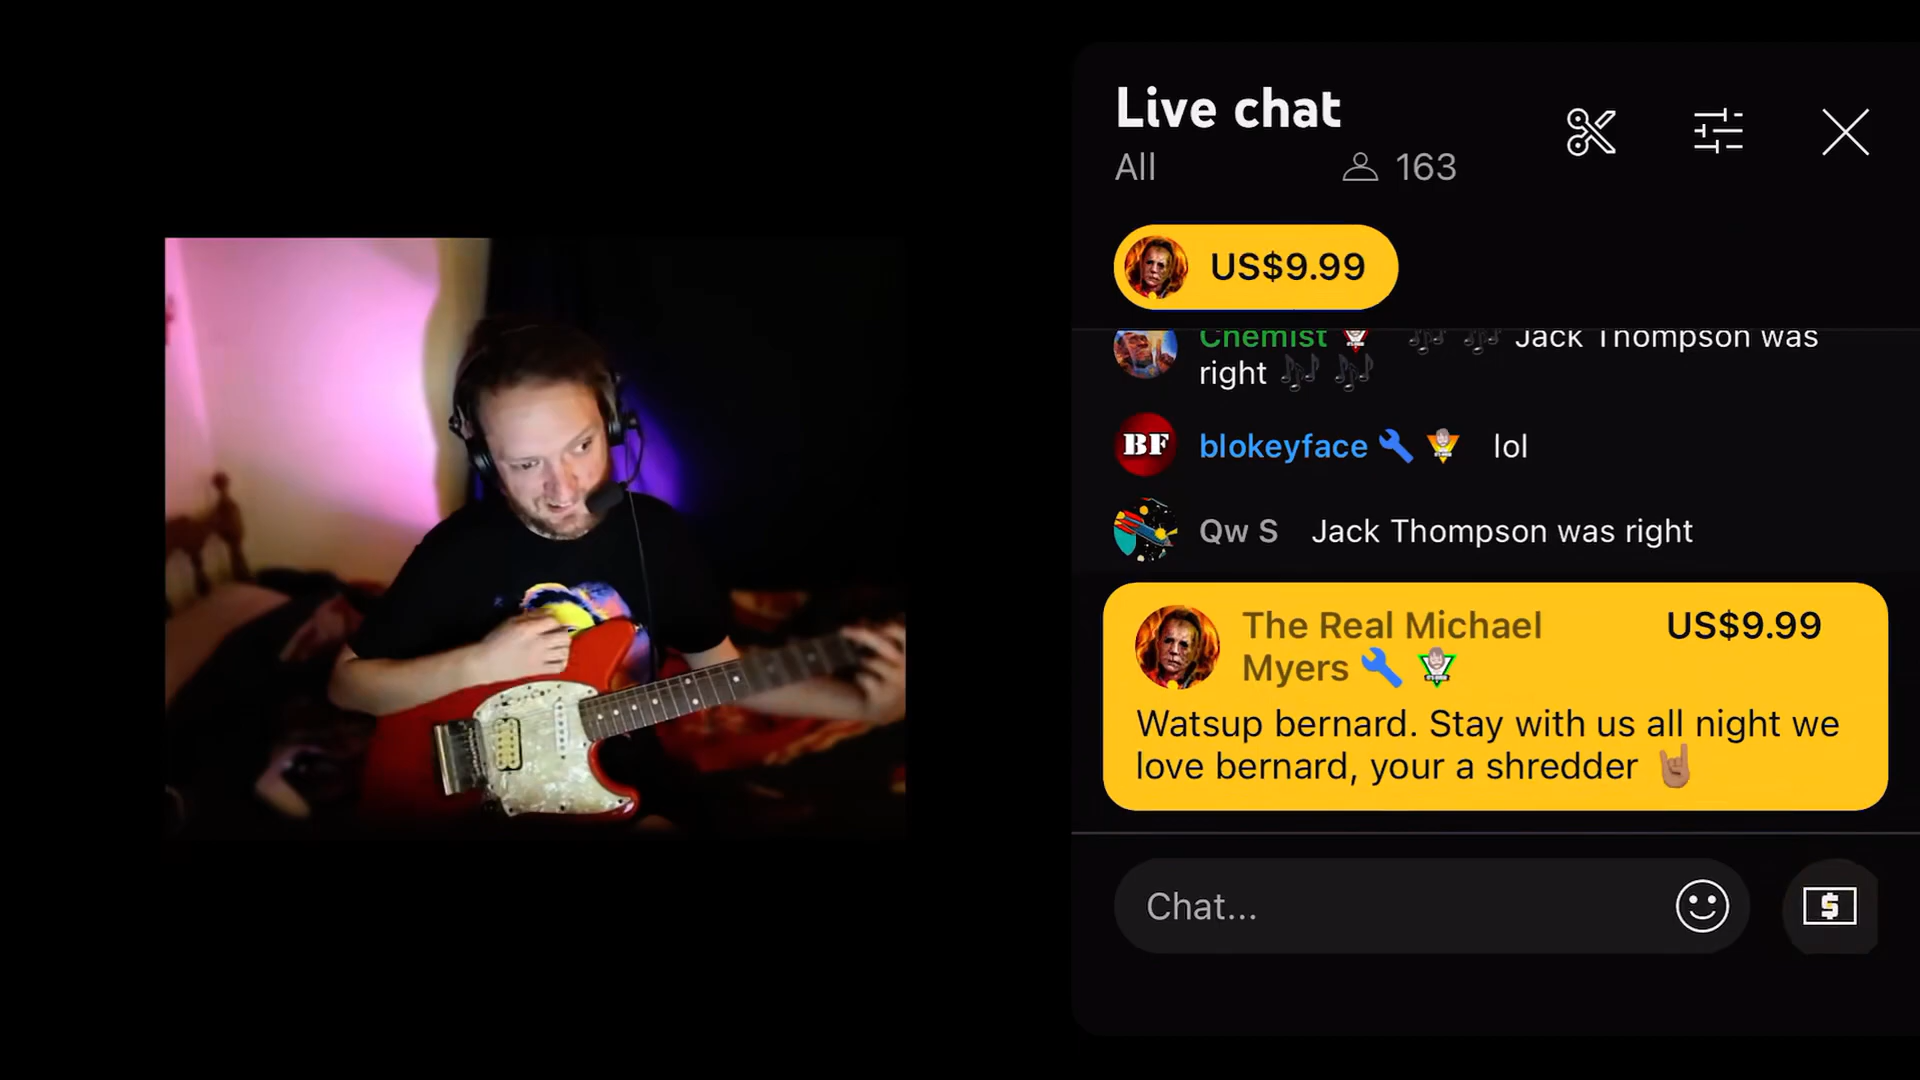 Live chat
All 163
US$9.99
Chemist Jack Thompson was
right
BF blokeyface lol
Qw S Jack Thompson was right
The Real Michael US$9.99
Myers
Watsup bernard. Stay with us all night we
love bernard, your a shredder
Chat...
$